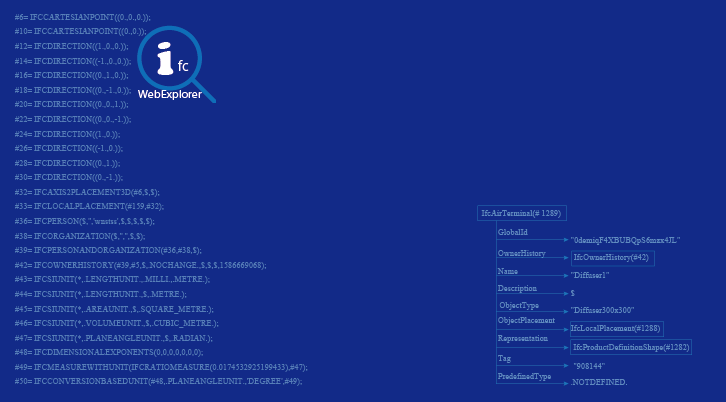 #6= IFCCARTESIANPOINT((0.,0.,0.));
#10= IFCCARTESIANPOINT((0.,0.));
#12= IFCDIRECTION((1.,0.,0.));
#14= IFCDIRECTION((-1.,0.,0.));
#16= IFCDIRECTION((0.,1.,0.));
#18= IFCDIRECTION((0.,-1.,0.));
#20= IFCDIRECTION((0.,0.,1.));
#22= IFCDIRECTION((0.,0.,-1.));
#24= IFCDIRECTION((1.,0.));
#26= IFCDIRECTION((-1.,0.));
#28= IFCDIRECTION((0.,1.));
#30= IFCDIRECTION((0.,-1.));
#32= IFCAXIS2PLACEMENT3D(#6,$,$);
#33= IFCLOCALPLACEMENT(#159,#32);
#36= IFCPERSON($,'','wnstss',$,$,$,$,$);
#38= IFCORGANIZATION($,'','',$,$);
#39= IFCPERSONANDORGANIZATION(#36,#38,$);
#42= IFCOWNERHISTORY(#39,#5,$,.NOCHANGE.,$,$,$,1586669068);
#43= IFCSIUNIT(*,.LENGTHUNIT.,.MILLI.,.METRE.);
#44= IFCSIUNIT(*,.LENGTHUNIT.,$,.METRE.);
#45= IFCSIUNIT(*,.AREAUNIT.,$,.SQUARE_METRE.);
#46= IFCSIUNIT(*,.VOLUMEUNIT.,$,.CUBIC_METRE.);
#47= IFCSIUNIT(*,.PLANEANGLEUNIT.,$,.RADIAN.);
#48= IFCDIMENSIONALEXPONENTS(0,0,0,0,0,0,0);
#49= IFCMEASUREWITHUNIT(IFCRATIOMEASURE(0.0174532925199433),#47);
#50= IFCCONVERSIONBASEDUNIT(#48,.PLANEANGLEUNIT.,'DEGREE',#49);
ifc
WebExplorer
IfcAirTerminal(# 1289)
GlobalId
"0demiqF4XBUBQpS6msx4JL"
OwnerHistory
IfcOwnerHistory(#42)
Name
"Diffuser1"
Description
$
ObjectType
"Diffuser300x300"
ObjectPlacement
IfcLocalPlacement(#1288)
Representation
IfcProductDefinitionShape(#1282)
Tag
"908144"
PredefinedType
.NOTDEFINED.